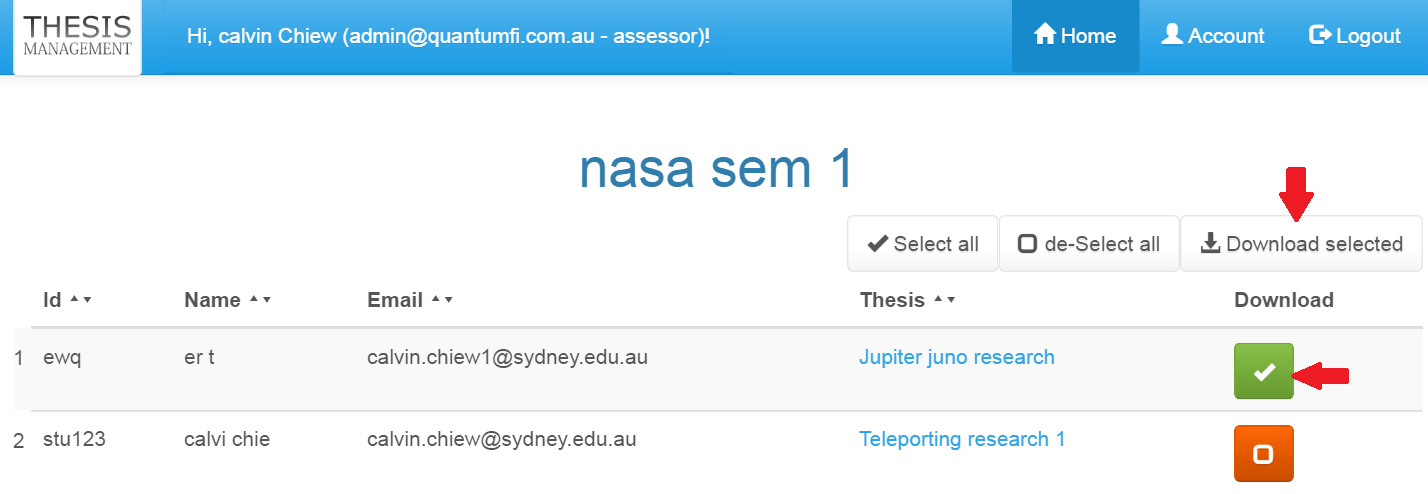 THESIS
MANAGEMENT
Hi, calvin Chiew (admin@quantumfi.com.au - assessor)!
Home
Account
Logout
nasa sem 1
Select all
de-Select all
Download selected
Id
Name
Email
Thesis
Download
1 ewq er t calvin.chiew1@sydney.edu.au Jupiter juno research
2 stu123 calvi chie calvin.chiew@sydney.edu.au Teleporting research 1